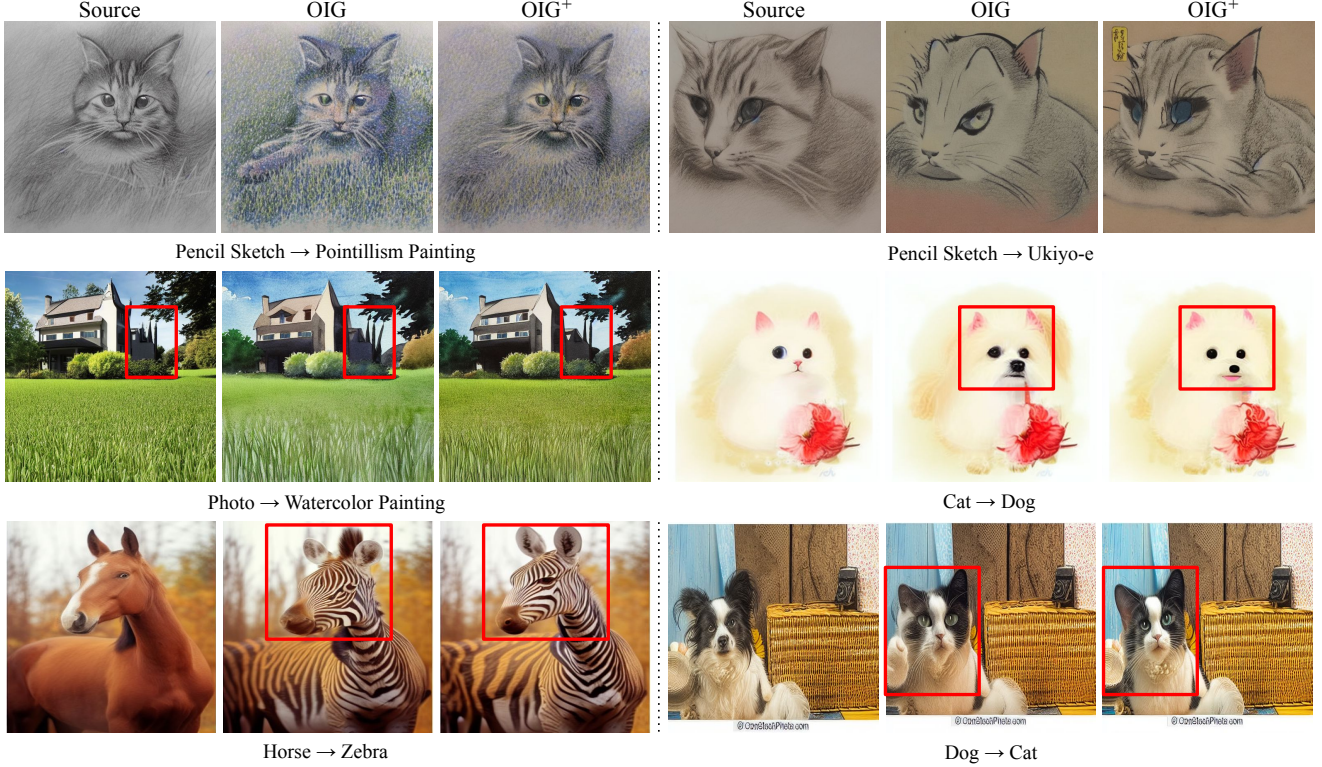 Source OIG OIG⁺ Source OIG OIG⁺
Pencil Sketch → Pointillism Painting
Pencil Sketch → Ukiyo-e
Photo → Watercolor Painting
Cat → Dog
Horse → Zebra
Dog → Cat